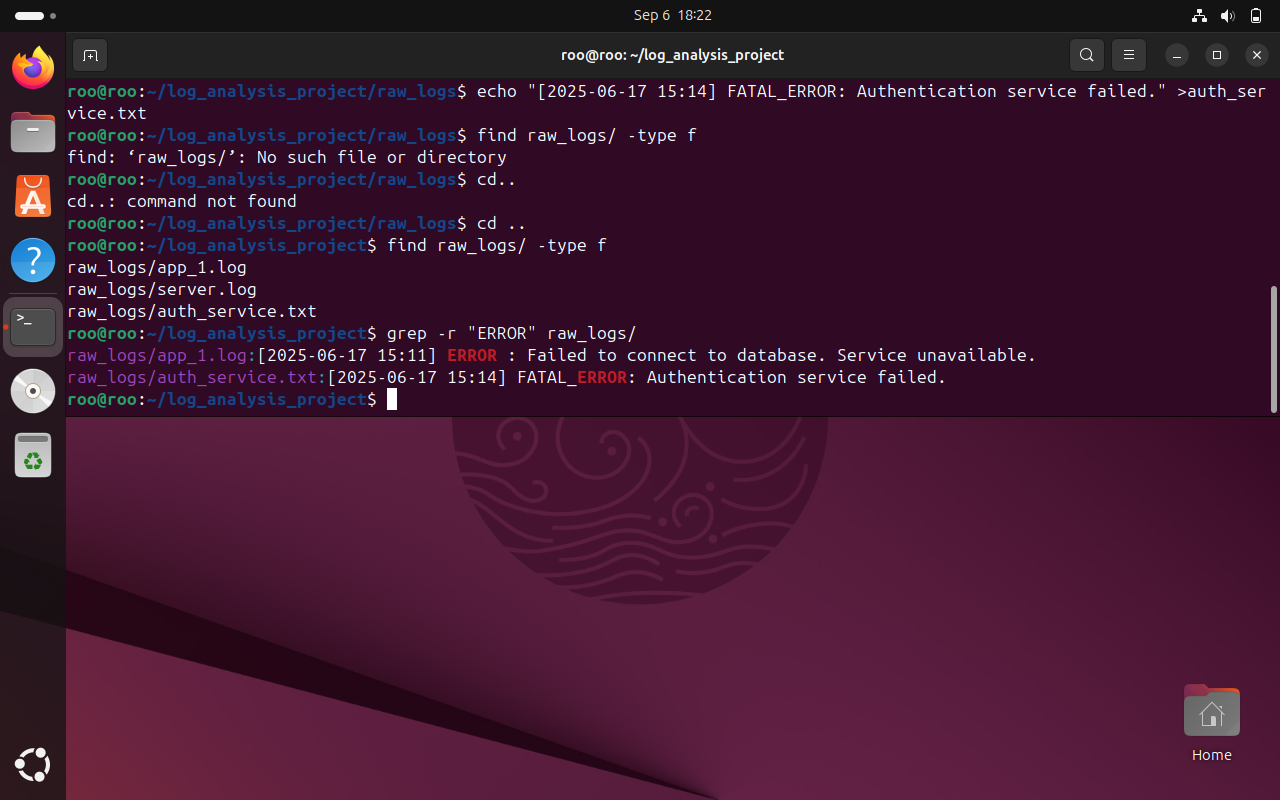 Sep 6 18:22
roo@roo: ~/log_analysis_project
roo@roo:~/log_analysis_project/raw_logs$ echo "[2025-06-17 15:14] FATAL_ERROR: Authentication service failed." >auth_ser
vice.txt
roo@roo:~/log_analysis_project/raw_logs$ find raw_logs/ -type f
find: ‘raw_logs/’: No such file or directory
roo@roo:~/log_analysis_project/raw_logs$ cd..
cd..: command not found
roo@roo:~/log_analysis_project/raw_logs$ cd ..
roo@roo:~/log_analysis_project$ find raw_logs/ -type f
raw_logs/app_1.log
raw_logs/server.log
raw_logs/auth_service.txt
roo@roo:~/log_analysis_project$ grep -r "ERROR" raw_logs/
raw_logs/app_1.log:[2025-06-17 15:11] ERROR : Failed to connect to database. Service unavailable.
raw_logs/auth_service.txt:[2025-06-17 15:14] FATAL_ERROR: Authentication service failed.
roo@roo:~/log_analysis_project$
Home